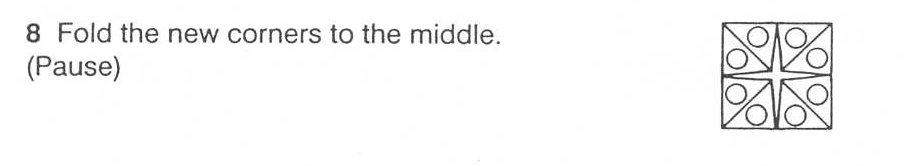 8 Fold the new corners to the middle.
(Pause)